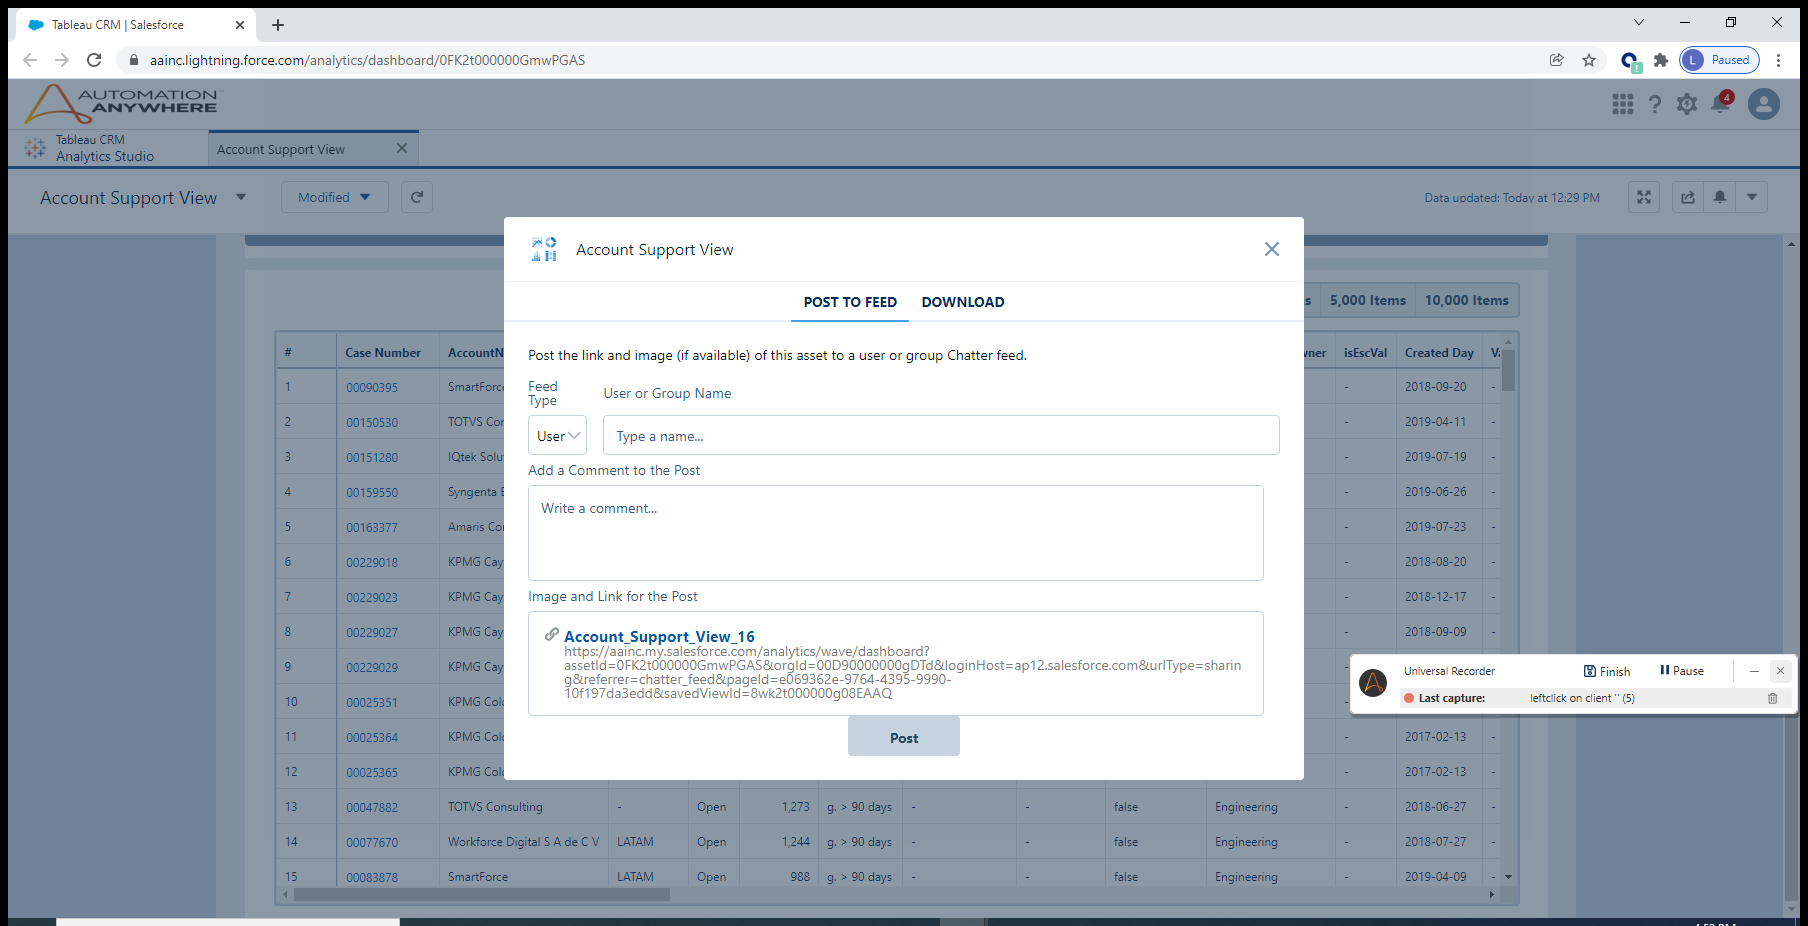 Tableau CRM | Salesforce
aainc.lightning.force.com/analytics/dashboard/0FK2t000000GmwPGAS
L Paused
AUTOMATION
ANYWHERE
4
Tableau CRM
Analytics Studio
Account Support View
Account Support View
Modified
Data updated: Today at 12:29 PM
Account Support View
POST TO FEED DOWNLOAD
5,000 Items 10,000 Items
Post the link and image (if available) of this asset to a user or group Chatter feed.
Feed
Type
User or Group Name
User
Type a name...
Add a Comment to the Post
Write a comment...
Image and Link for the Post
Account_Support_View_16
https://aainc.my.salesforce.com/analytics/wave/dashboard?
assetId=0FK2t000000GmwPGAS&orgId=00D90000000gDTd&loginHost=ap12.salesforce.com&urlType=sharin
g&referrer=chatter_feed&pageId=e069362e-9764-4395-9990-
10f197da3edd&savedViewId=8wk2t000000g08EAAQ
Post
# Case Number AccountN wner isEscVal Created Day Va
1 00090395 SmartForce - 2018-09-20 -
2 00150530 TOTVS Con - 2019-04-11 -
3 00151280 IQtek Solu - 2019-07-19 -
4 00159550 Syngenta - 2019-06-26 -
5 00163377 Amaris Co - 2019-07-23 -
6 00229018 KPMG Cay - 2018-08-20 -
7 00229023 KPMG Cay - 2018-12-17 -
8 00229027 KPMG Cay - 2018-09-09 -
9 00229029 KPMG Cay
10 00025351 KPMG Col
11 00025364 KPMG Col - 2017-02-13 -
12 00025365 KPMG Col - 2017-02-13 -
13 00047882 TOTVS Consulting - Open 1,273 g. > 90 days - - false Engineering - 2018-06-27 -
14 00077670 Workforce Digital S A de C V LATAM Open 1,244 g. > 90 days - - false Engineering - 2018-07-27 -
15 00083878 SmartForce LATAM Open 988 g. > 90 days - - false Engineering - 2019-04-09 -
Universal Recorder Finish Pause
Last capture: leftclick on client '' (5)